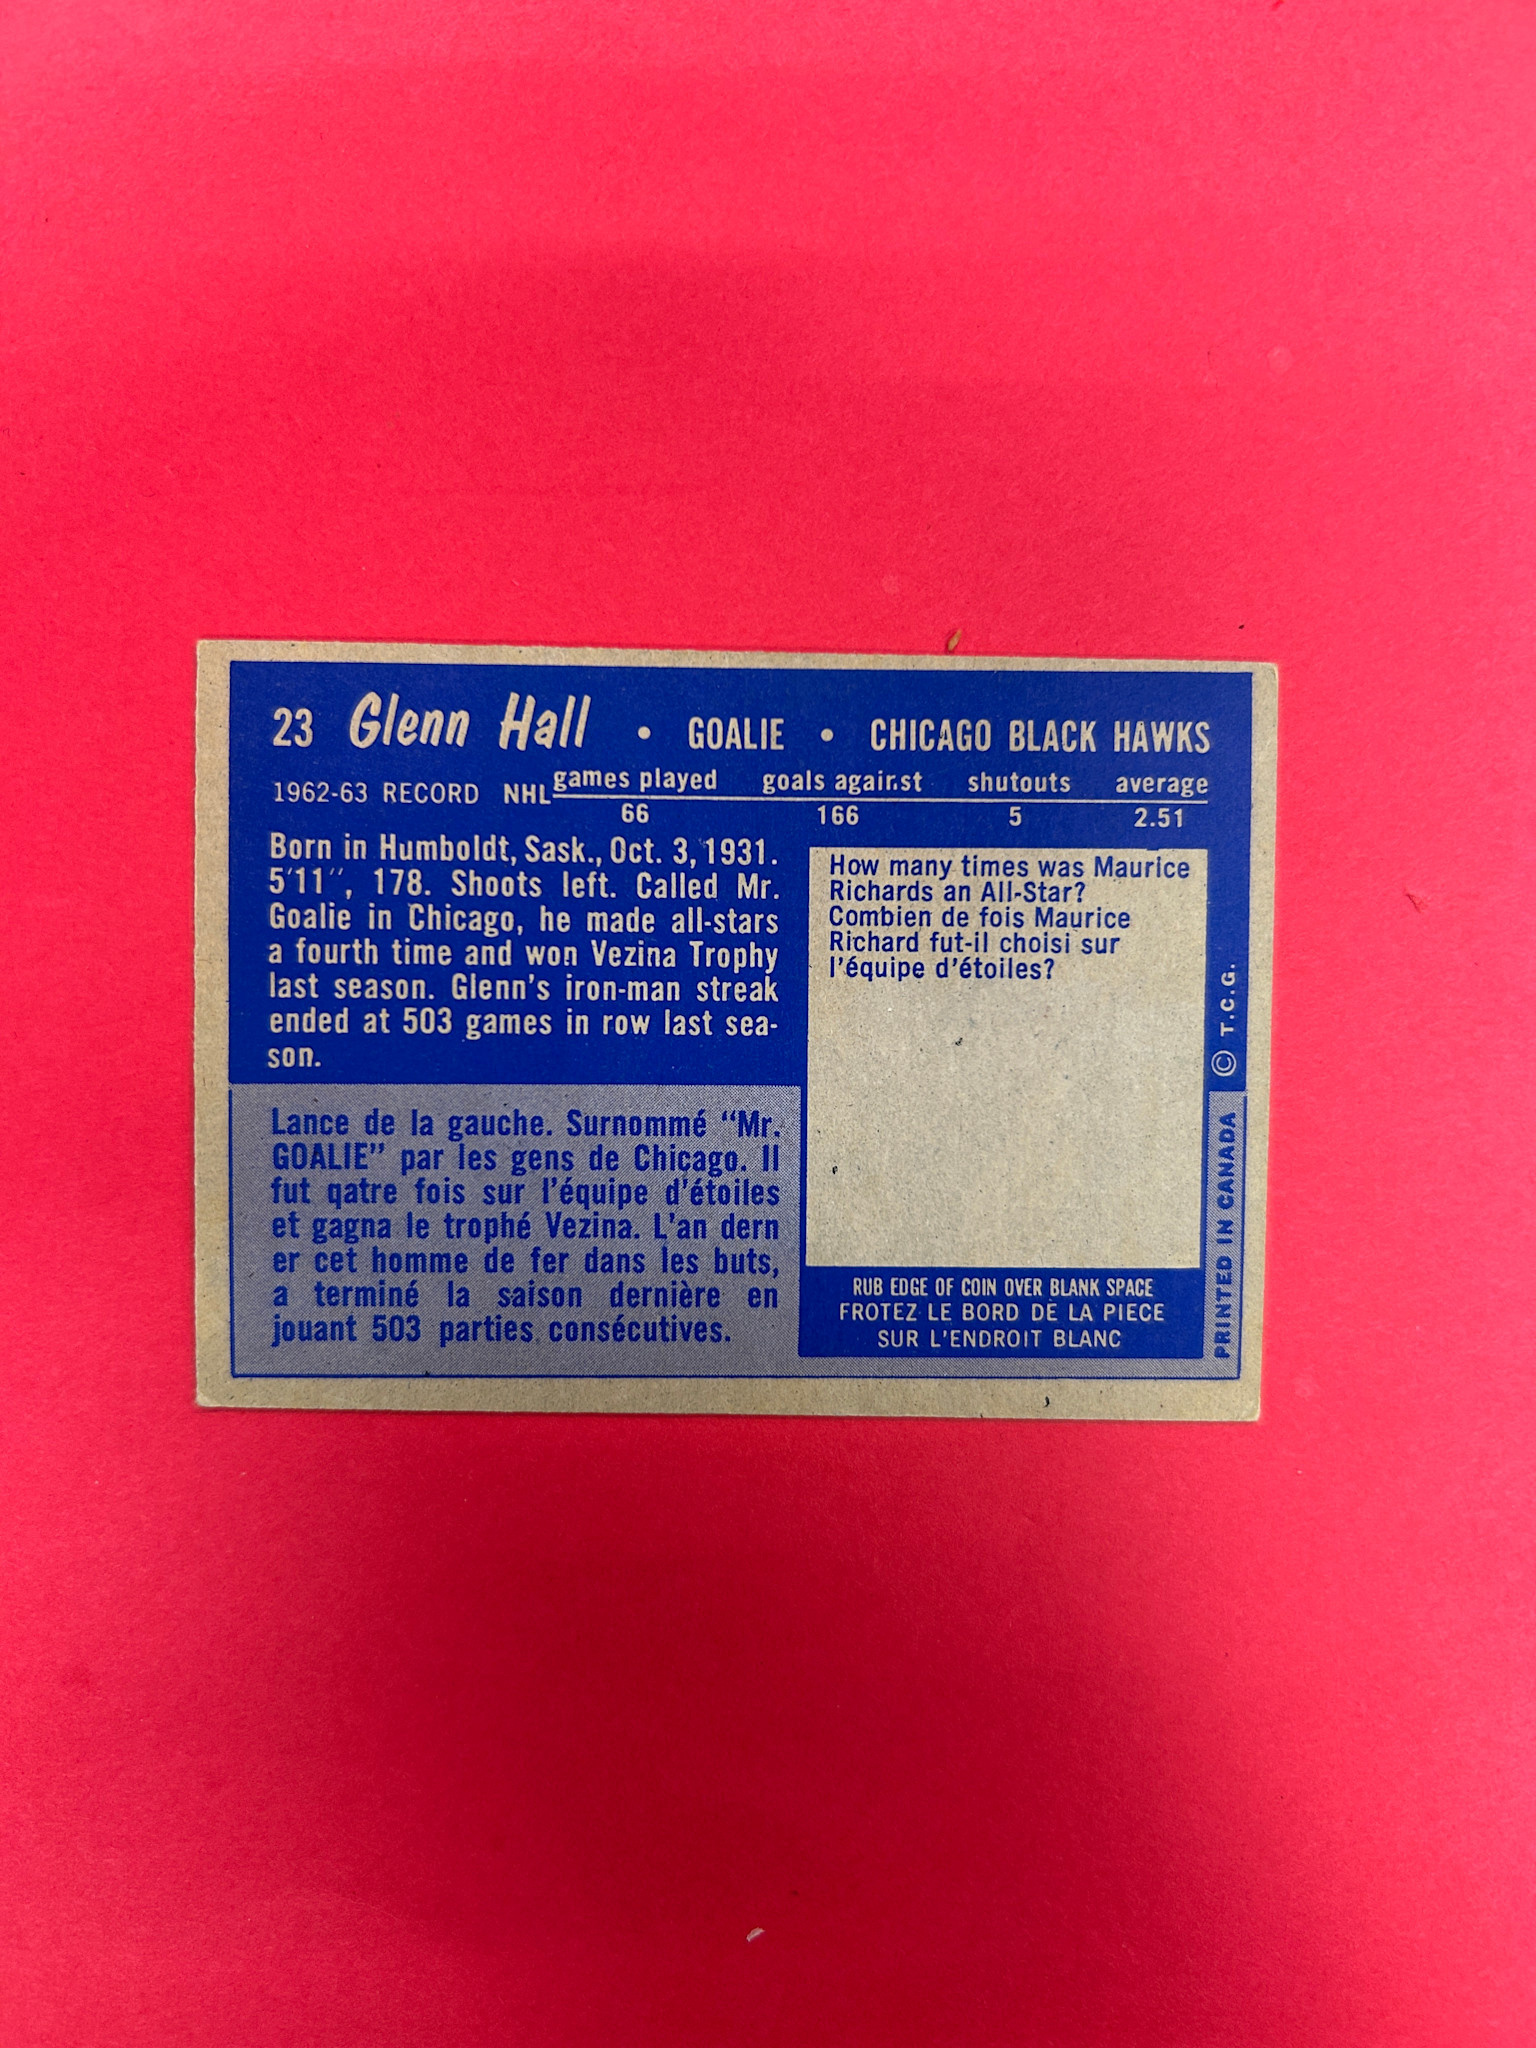 23 Glenn Hall • GOALIE • CHICAGO BLACK HAWKS
1962-63 RECORD NHL games played goals against shutouts average
66 166 5 2.51
Born in Humboldt, Sask., Oct. 3, 1931.
5'11", 178. Shoots left. Called Mr.
Goalie in Chicago, he made all-stars
a fourth time and won Vezina Trophy
last season. Glenn's iron-man streak
ended at 503 games in row last sea-
son.
Lance de la gauche. Surnommé "Mr.
GOALIE" par les gens de Chicago. Il
fut qatre fois sur l'équipe d'étoiles
et gagna le trophé Vezina. L'an dern
er cet homme de fer dans les buts,
a terminé la saison dernière en
jouant 503 parties consécutives.
How many times was Maurice
Richards an All-Star?
Combien de fois Maurice
Richard fut-il choisi sur
l'équipe d'étoiles?
RUB EDGE OF COIN OVER BLANK SPACE
FROTEZ LE BORD DE LA PIECE
SUR L'ENDROIT BLANC
© T.C.G.
PRINTED IN CANADA